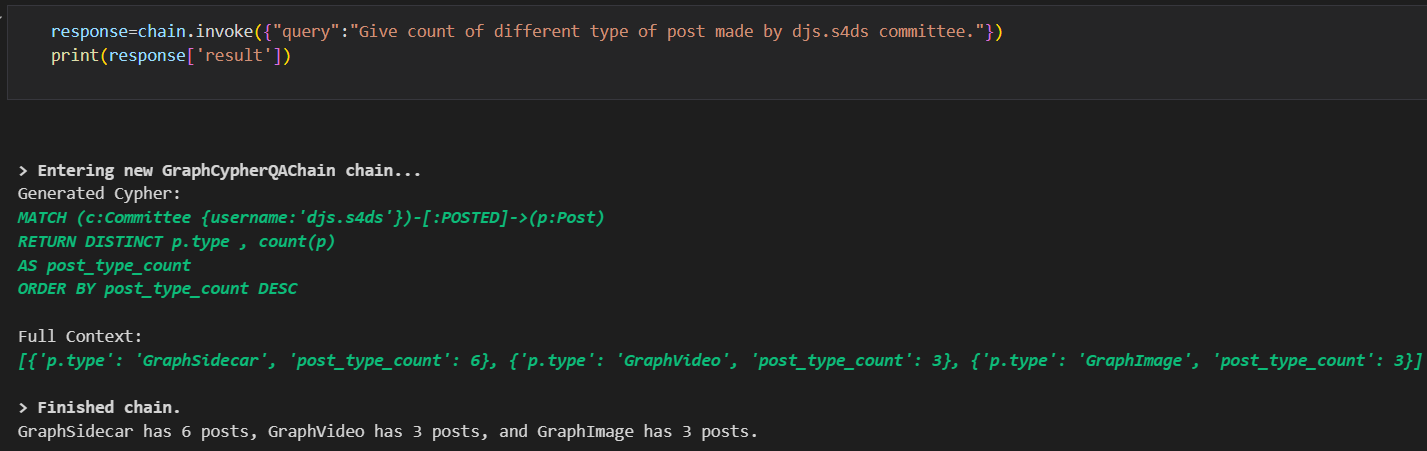 response=chain.invoke({"query":"Give count of different type of post made by djs.s4ds committee."})
print(response['result'])
> Entering new GraphCypherQAChain chain...
Generated Cypher:
MATCH (c:Committee {username:'djs.s4ds'})-[:POSTED]->(p:Post)
RETURN DISTINCT p.type , count(p)
AS post_type_count
ORDER BY post_type_count DESC
Full Context:
[{'p.type': 'GraphSidecar', 'post_type_count': 6}, {'p.type': 'GraphVideo', 'post_type_count': 3}, {'p.type': 'GraphImage', 'post_type_count': 3}]
> Finished chain.
GraphSidecar has 6 posts, GraphVideo has 3 posts, and GraphImage has 3 posts.